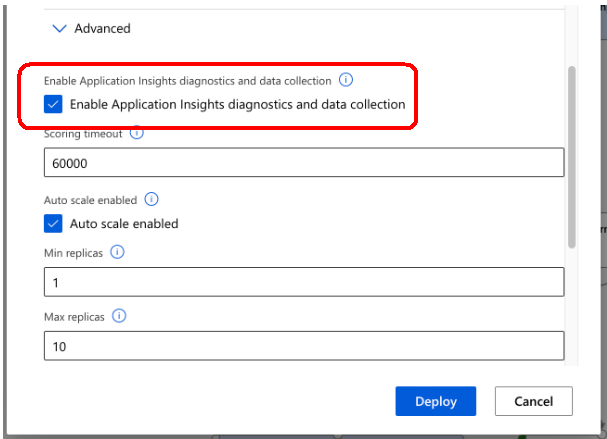 Advanced
Enable Application Insights diagnostics and data collection
Enable Application Insights diagnostics and data collection
Scoring timeout
60000
Auto scale enabled
Auto scale enabled
Min replicas
1
Max replicas
10
Deploy Cancel